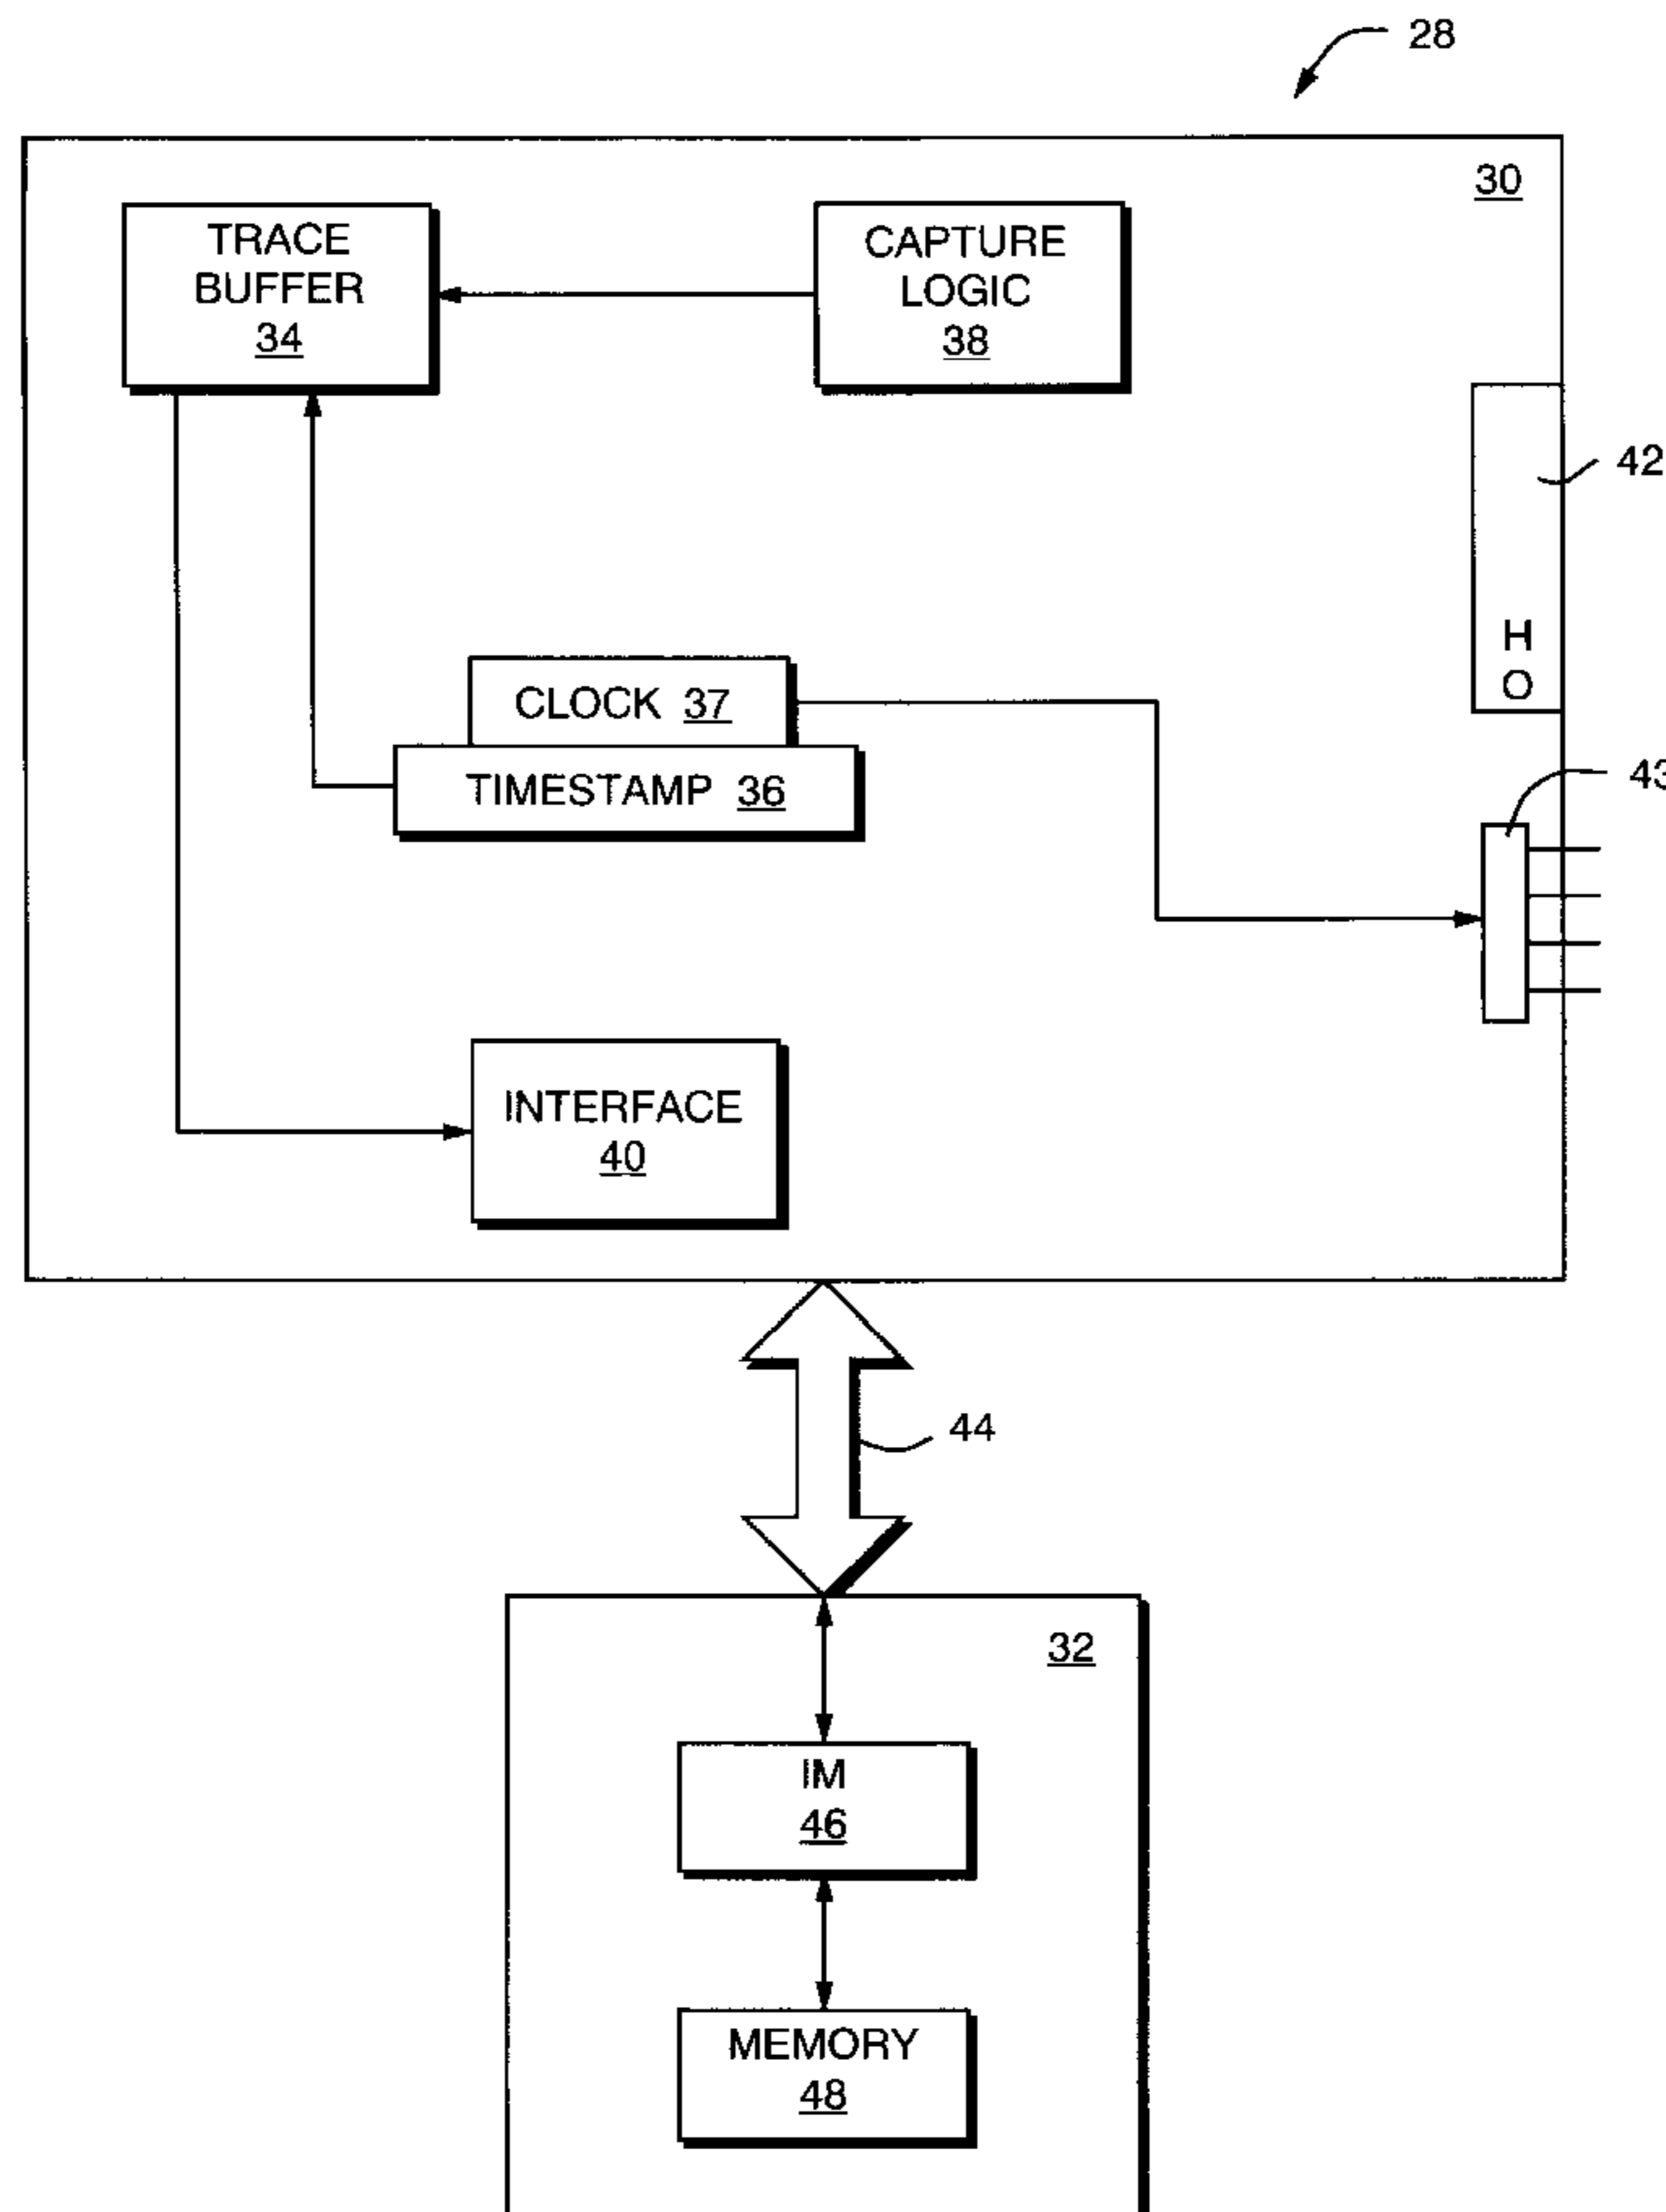 28
30
TRACE
BUFFER
34
CAPTURE
LOGIC
38
42
H
O
CLOCK 37
TIMESTAMP 36
43
INTERFACE
40
44
32
IM
46
MEMORY
48